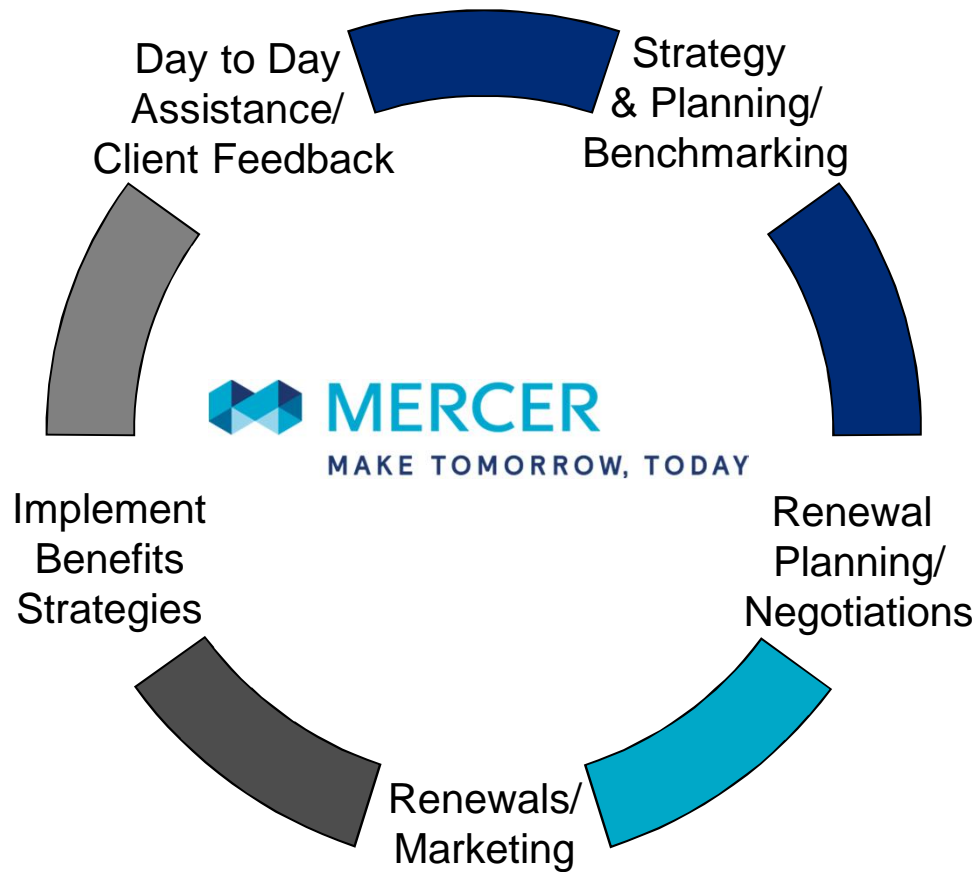 Day to Day
Assistance/
Client Feedback
Strategy
& Planning/
Benchmarking
MERCER
MAKE TOMORROW, TODAY
Implement
Benefits
Strategies
Renewal
Planning/
Negotiations
Renewals/
Marketing